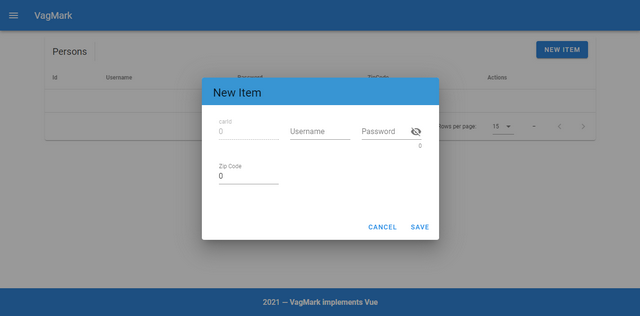 VagMark
Persons
NEW ITEM
Id Username Password ZipCode Actions
New Item
carId
0 Username Password
0
Zip Code
0
Rows per page: 15 –
CANCEL SAVE
2021 — VagMark implements Vue